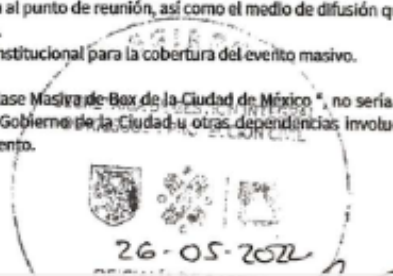 al punto de reunión, así como el medio de difusión
nstitucional para la cobertura del evento masivo.
ase Masiva de Box de la Ciudad de México ", no sería
Gobierno de la Ciudad u otras dependencias involu
ento.
26-05-2022